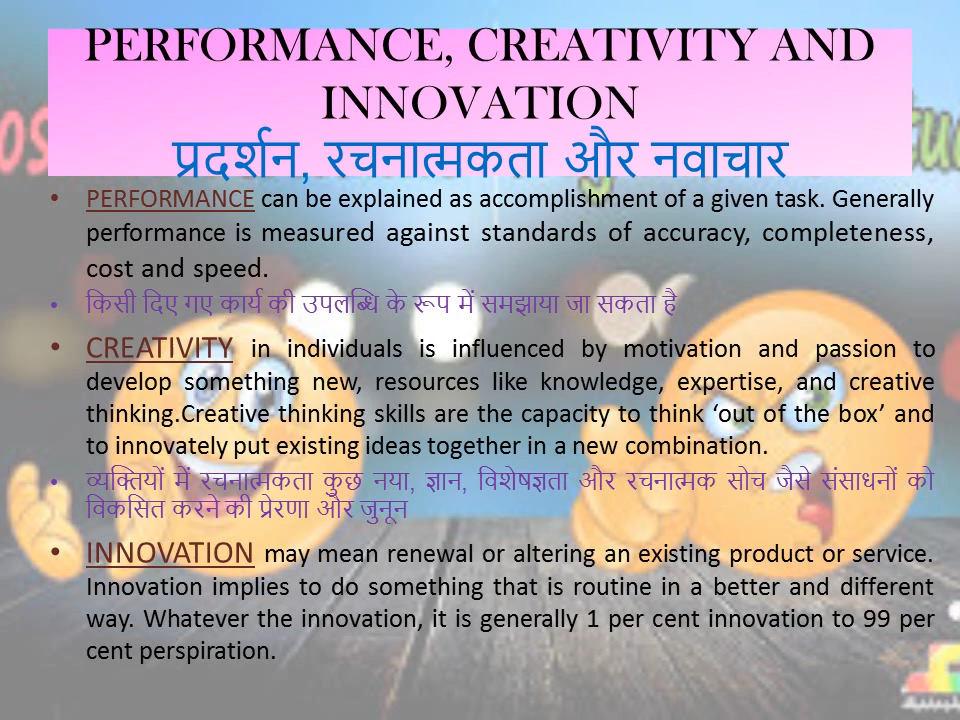 PERFORMANCE, CREATIVITY AND
INNOVATION
प्रदर्शन, रचनात्मकता और नवाचार
• PERFORMANCE can be explained as accomplishment of a given task. Generally
performance is measured against standards of accuracy, completeness,
cost and speed.
• किसी दिए गए कार्य की उपलब्धि के रूप में समझाया जा सकता है
• CREATIVITY in individuals is influenced by motivation and passion to
develop something new, resources like knowledge, expertise, and creative
thinking.Creative thinking skills are the capacity to think ‘out of the box’ and
to innovately put existing ideas together in a new combination.
• व्यक्तियों में रचनात्मकता कुछ नया, ज्ञान, विशेषज्ञता और रचनात्मक सोच जैसे संसाधनों को
विकसित करने की प्रेरणा और जुनून
• INNOVATION may mean renewal or altering an existing product or service.
Innovation implies to do something that is routine in a better and different
way. Whatever the innovation, it is generally 1 per cent innovation to 99 per
cent perspiration.